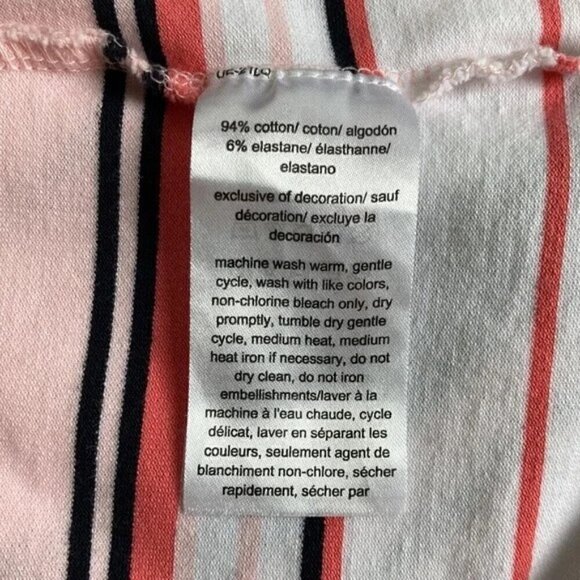 94% cotton/ coton/ algodón
6% elastane/ élasthanne/
elastano
exclusive of decoration/ sauf
décoration/ excluye la
decoración
machine wash warm, gentle
cycle, wash with like colors,
non-chlorine bleach only, dry
promptly, tumble dry gentle
cycle, medium heat, medium
heat iron if necessary, do not
dry clean, do not iron
embellishments/laver à la
machine à l'eau chaude, cycle
délicat, laver en séparant les
couleurs, seulement agent de
blanchiment non-chlore, sécher
rapidement, sécher par